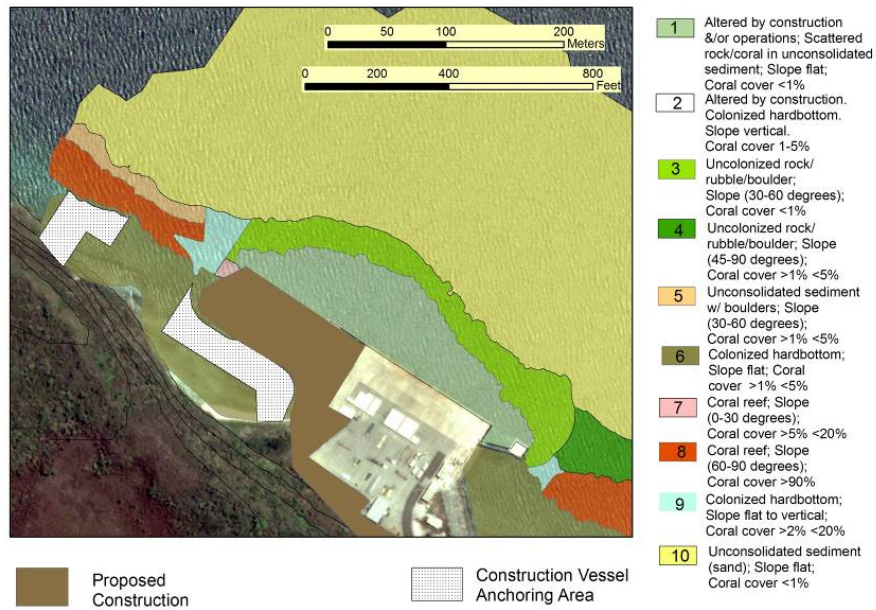 0 100 200
Meters
0 200 400 800
Feet
1 Altered by construction
&/or operations; Scattered
rock/coral in unconsolidated
sediment; Slope flat;
Coral cover <1%
2 Altered by construction.
Colonized hardbottom.
Slope vertical.
Coral cover 1-5%
3 Uncolonized rock/
rubble/boulder;
Slope (30-60 degrees);
Coral cover <1%
4 Uncolonized rock/
rubble/boulder; Slope
(45-90 degrees);
Coral cover >1% <5%
5 Unconsolidated sediment
w/ boulders; Slope
(30-60 degrees);
Coral cover >1% <5%
6 Colonized hardbottom;
Slope flat; Coral
cover >1% <5%
7 Coral reef; Slope
(0-30 degrees);
Coral cover >5% <20%
8 Coral reef; Slope
(60-90 degrees);
Coral cover >90%
9 Colonized hardbottom;
Slope flat to vertical;
Coral cover >2% <20%
10 Unconsolidated sediment
(sand); Slope flat;
Coral cover <1%
Proposed
Construction
Construction Vessel
Anchoring Area